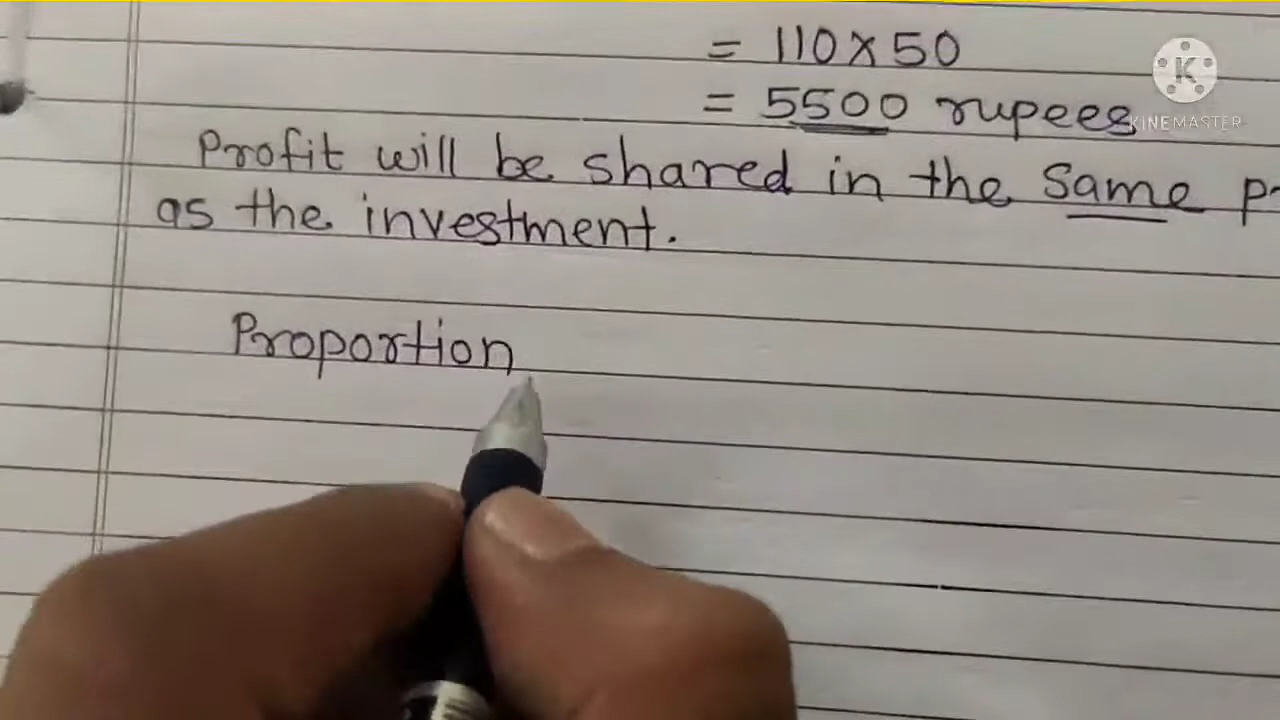 = 110×50
= 5500 rupees
KINEMASTER
Profit will be shared in the same
as the investment.
Proportion